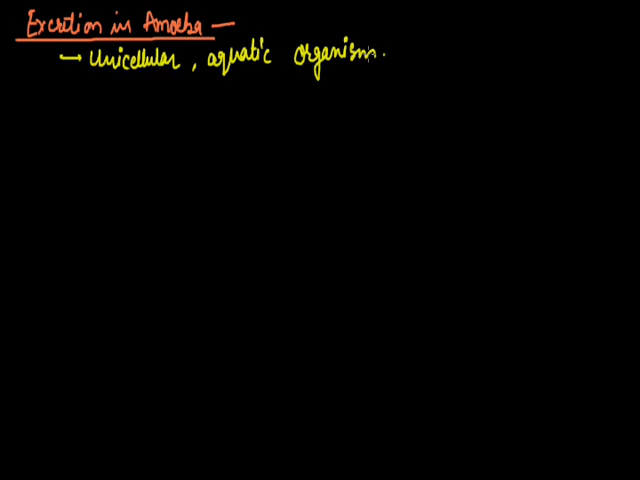 Excretion in Amoeba —
→ Unicellular, aquatic organism.